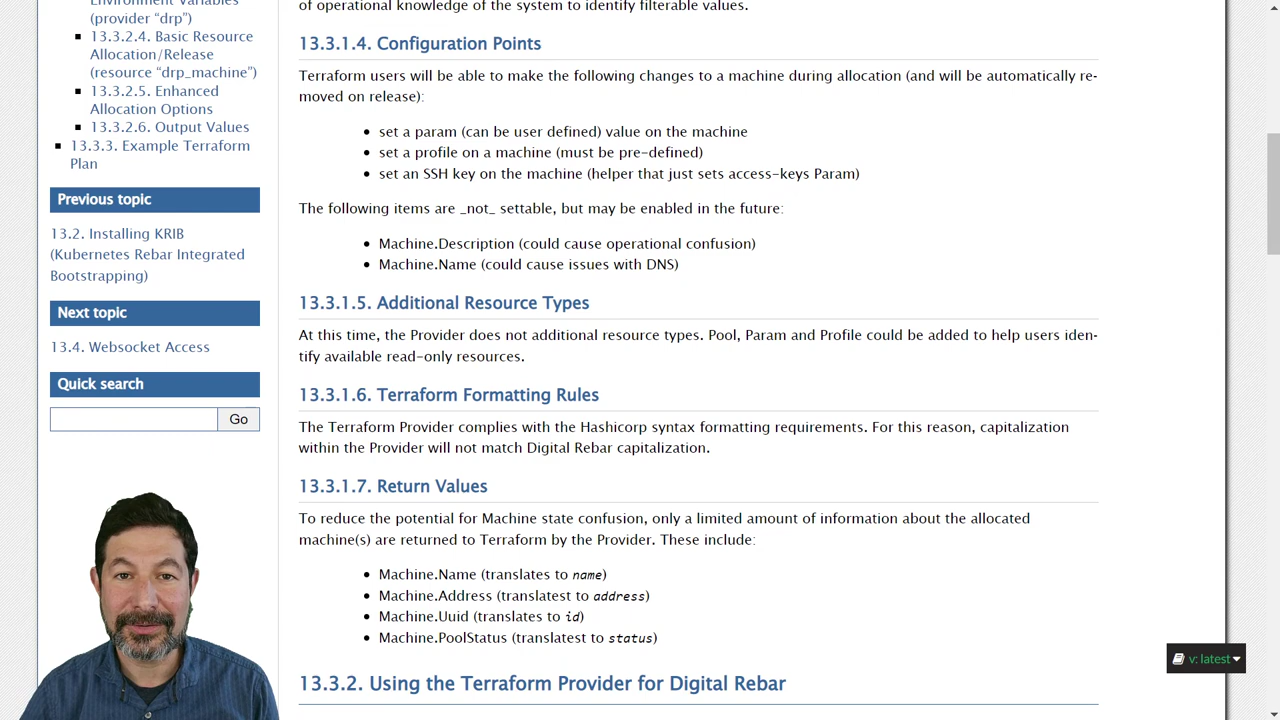 Environment Variables
(provider “drp”)
13.3.2.4. Basic Resource
Allocation/Release
(resource “drp_machine”)
13.3.2.5. Enhanced
Allocation Options
13.3.2.6. Output Values
13.3.3. Example Terraform
Plan
Previous topic
13.2. Installing KRIB
(Kubernetes Rebar Integrated
Bootstrapping)
Next topic
13.4. Websocket Access
Quick search
Go
of operational knowledge of the system to identify filterable values.
13.3.1.4. Configuration Points
Terraform users will be able to make the following changes to a machine during allocation (and will be automatically re-
moved on release):
• set a param (can be user defined) value on the machine
• set a profile on a machine (must be pre-defined)
• set an SSH key on the machine (helper that just sets access-keys Param)
The following items are _not_ settable, but may be enabled in the future:
• Machine.Description (could cause operational confusion)
• Machine.Name (could cause issues with DNS)
13.3.1.5. Additional Resource Types
At this time, the Provider does not additional resource types. Pool, Param and Profile could be added to help users iden-
tify available read-only resources.
13.3.1.6. Terraform Formatting Rules
The Terraform Provider complies with the Hashicorp syntax formatting requirements. For this reason, capitalization
within the Provider will not match Digital Rebar capitalization.
13.3.1.7. Return Values
To reduce the potential for Machine state confusion, only a limited amount of information about the allocated
machine(s) are returned to Terraform by the Provider. These include:
• Machine.Name (translates to name)
• Machine.Address (translatest to address)
• Machine.Uuid (translates to id)
• Machine.PoolStatus (translatest to status)
13.3.2. Using the Terraform Provider for Digital Rebar
v: latest